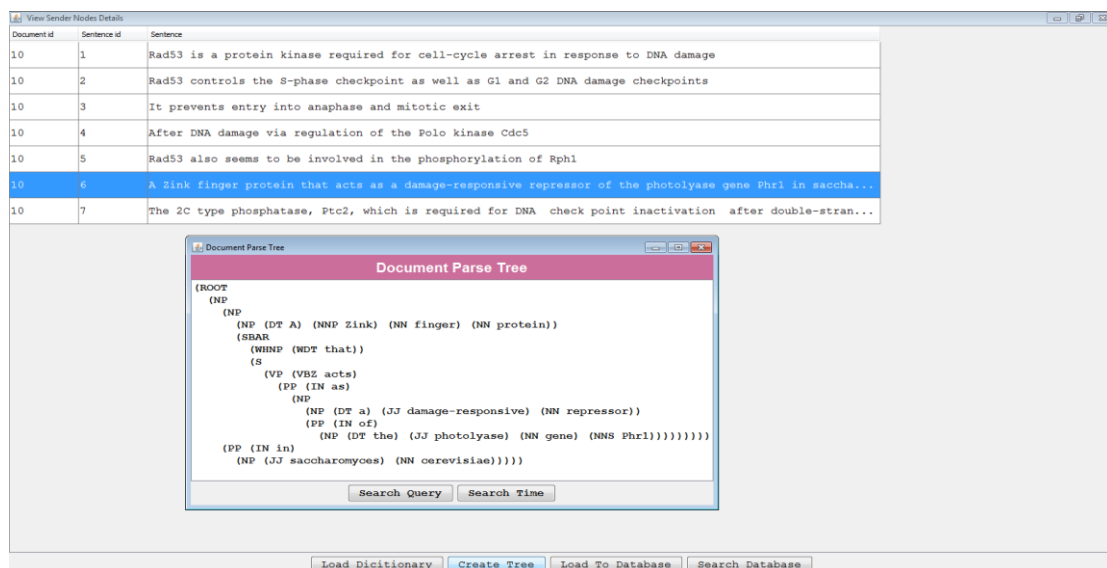 View Sender Nodes Details
Document id Sentence id Sentence
10 1 Rad53 is a protein kinase required for cell-cycle arrest in response to DNA damage
10 2 Rad53 controls the S-phase checkpoint as well as G1 and G2 DNA damage checkpoints
10 3 It prevents entry into anaphase and mitotic exit
10 4 After DNA damage via regulation of the Polo kinase Cdc5
10 5 Rad53 also seems to be involved in the phosphorylation of Rph1
10 6 A Zink finger protein that acts as a damage-responsive repressor of the photolyase gene Phr1 in saccha...
10 7 The 2C type phosphatase, Ptc2, which is required for DNA check point inactivation after double-stran...
Document Parse Tree
Document Parse Tree
(ROOT
(NP
(NP
(NP (DT A) (NNP Zink) (NN finger) (NN protein))
(SBAR
(WHNP (WDT that))
(S
(VP (VBZ acts)
(PP (IN as)
(NP
(NP (DT a) (JJ damage-responsive) (NN repressor))
(PP (IN of)
(NP (DT the) (JJ photolyase) (NN gene) (NNS Phr1)))))))))
(PP (IN in)
(NP (JJ saccharomyces) (NN cerevisiae)))))
Search Query Search Time
Load Dicitionary Create Tree Load To Database Search Database